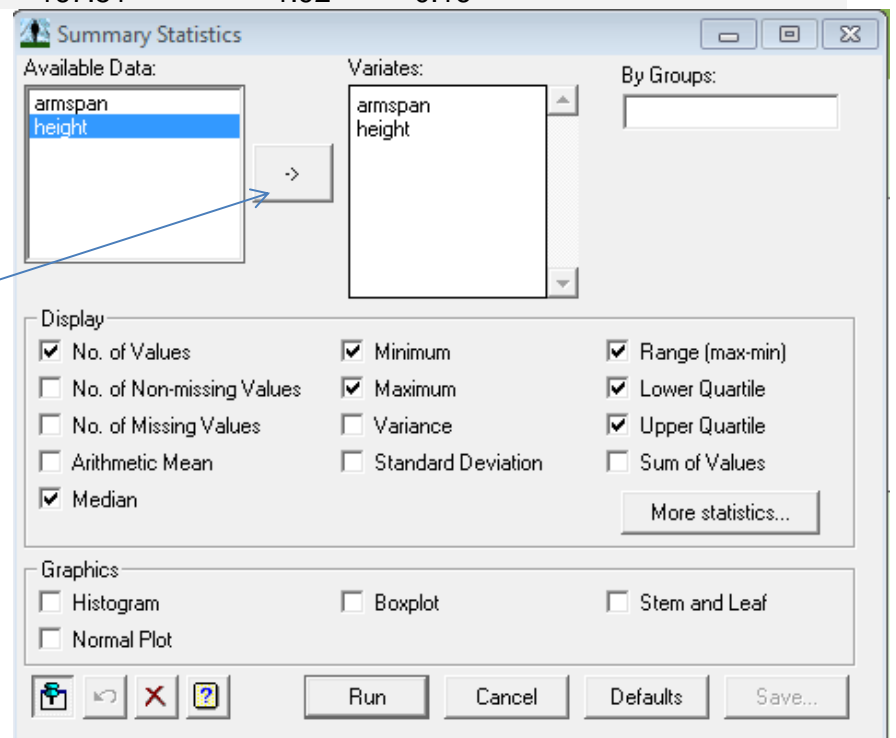 Summary Statistics
Available Data:
Variates:
By Groups:
armspan
height
->
armspan
height
Display
No. of Values
Minimum
Range (max-min)
No. of Non-missing Values
Maximum
Lower Quartile
No. of Missing Values
Variance
Upper Quartile
Arithmetic Mean
Standard Deviation
Sum of Values
Median
More statistics...
Graphics
Histogram
Boxplot
Stem and Leaf
Normal Plot
Run
Cancel
Defaults
Save...